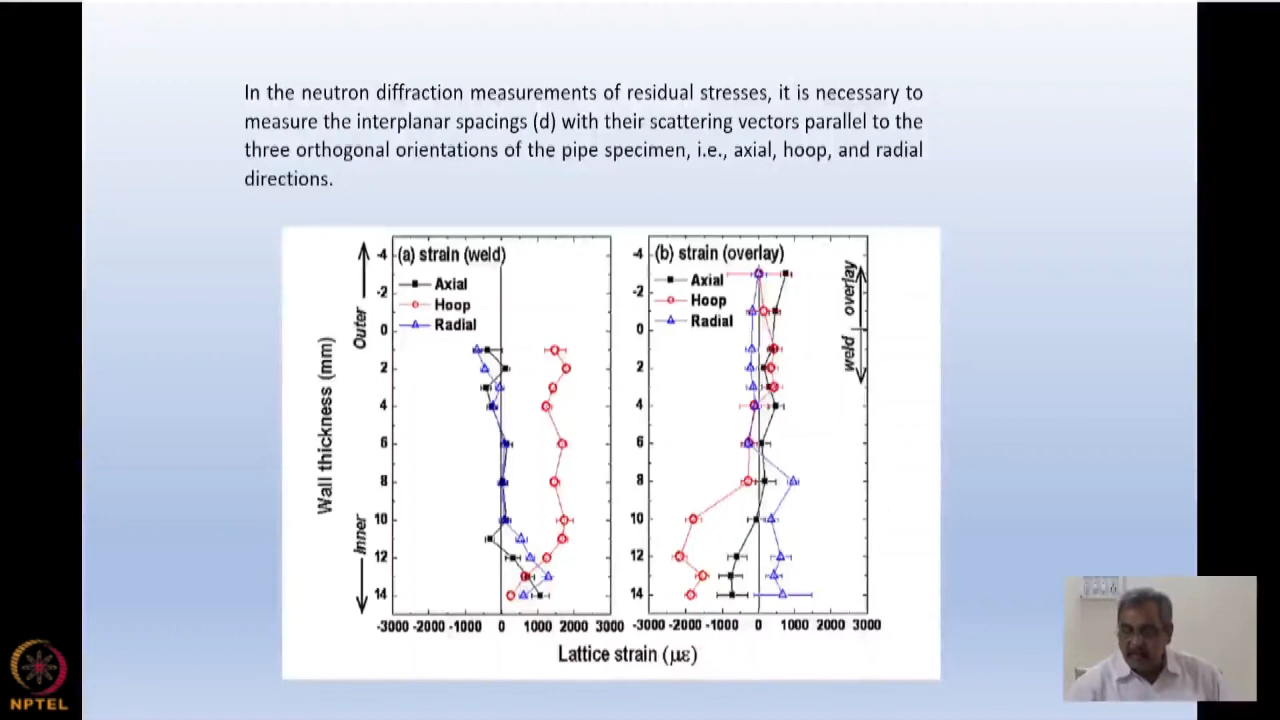 In the neutron diffraction measurements of residual stresses, it is necessary to
measure the interplanar spacings (d) with their scattering vectors parallel to the
three orthogonal orientations of the pipe specimen, i.e., axial, hoop, and radial
directions.
(a) strain (weld)
Axial
Hoop
Radial
(b) strain (overlay)
Axial
Hoop
Radial
overlay
weld
Outer
Inner
Wall thickness (mm)
-4
-2
0
2
4
6
8
10
12
14
-4
-2
0
2
4
6
8
10
12
14
-3000 -2000 -1000 0 1000 2000 3000
-3000 -2000 -1000 0 1000 2000 3000
Lattice strain (με)
NPTEL